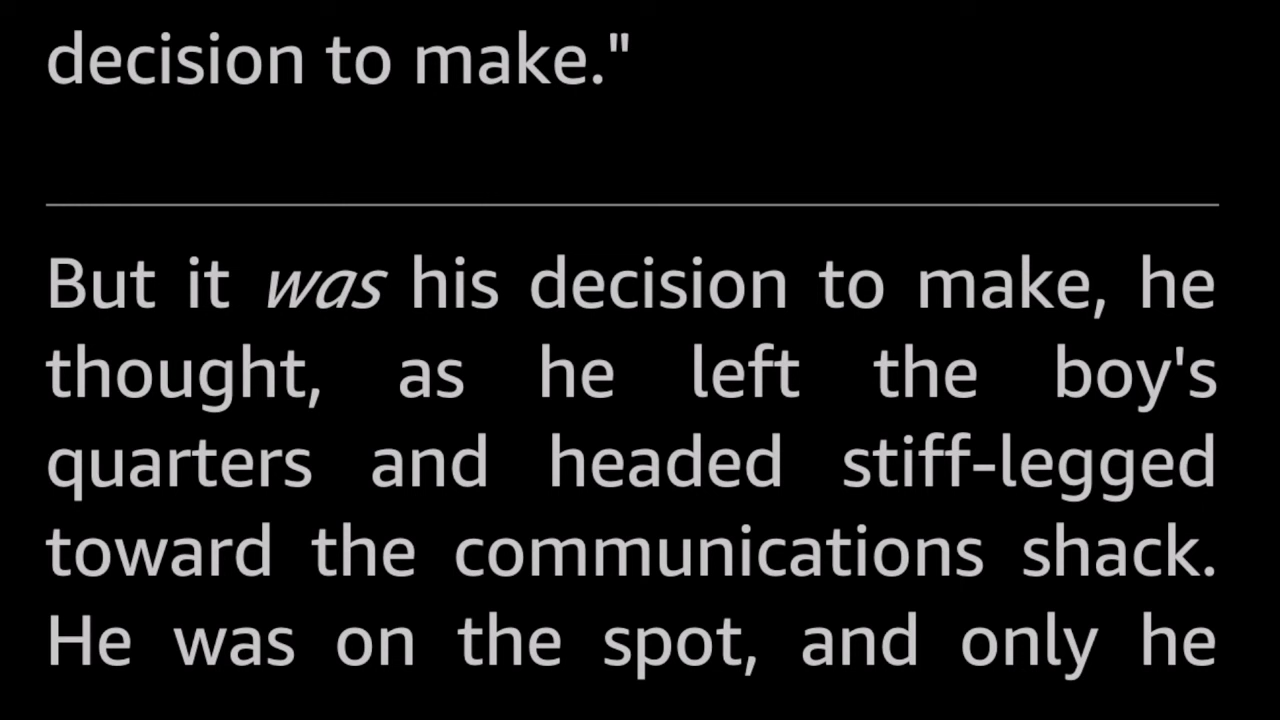 decision to make."
But it was his decision to make, he
thought, as he left the boy's
quarters and headed stiff-legged
toward the communications shack.
He was on the spot, and only he